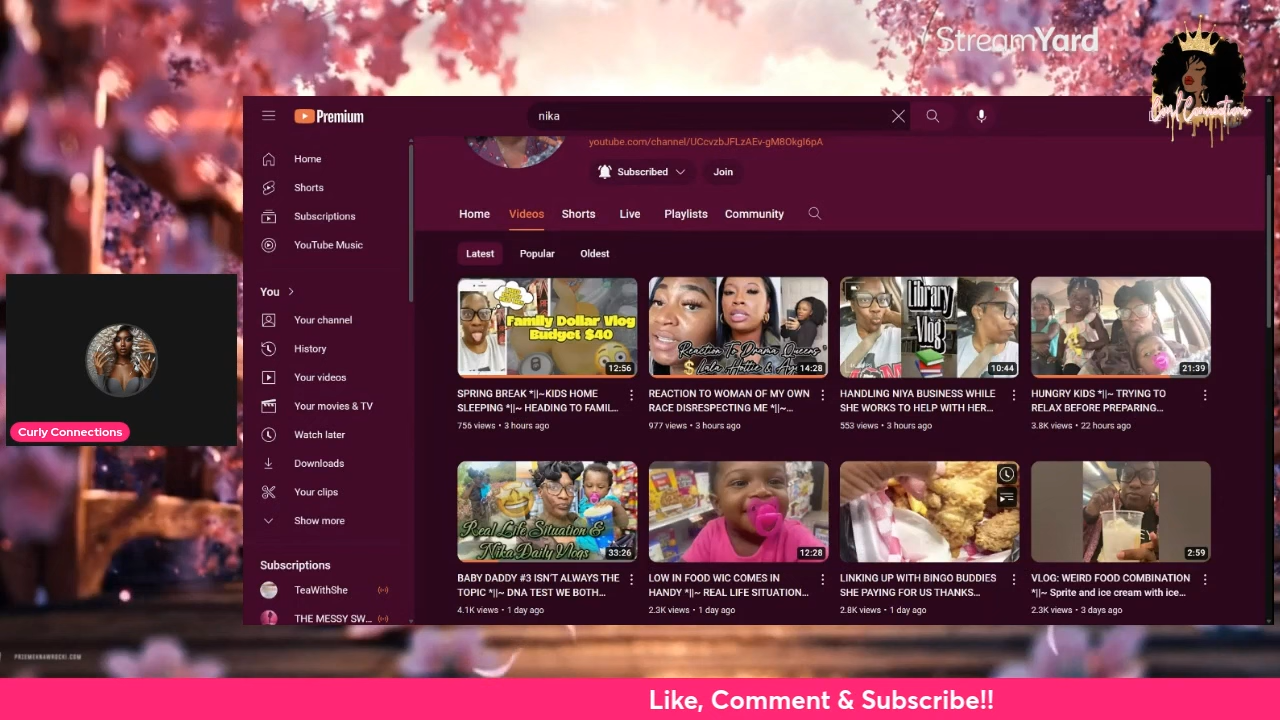 StreamYard
Curly Connections
Premium
nika
youtube.com/channel/UCcvzbJFLzAEv-gM8OkgI6pA
Subscribed
Join
Home
Videos
Shorts
Live
Playlists
Community
Latest
Popular
Oldest
Home
Shorts
Subscriptions
YouTube Music
You
Your channel
History
Your videos
Your movies & TV
Watch later
Downloads
Your clips
Show more
Subscriptions
TeaWithShe
THE MESSY SW...
Family Dollar Vlog
Budget $40
12:56
SPRING BREAK *||~KIDS HOME
SLEEPING *||~ HEADING TO FAMIL...
756 views • 3 hours ago
Reaction To Drama Queens
14:28
REACTION TO WOMAN OF MY OWN
RACE DISRESPECTING ME *||~...
977 views • 3 hours ago
Library
Vlog
10:44
HANDLING NIYA BUSINESS WHILE
SHE WORKS TO HELP WITH HER...
553 views • 3 hours ago
21:39
HUNGRY KIDS *||~ TRYING TO
RELAX BEFORE PREPARING...
3.8K views • 22 hours ago
Real Life Situation &
Nika Daily Vlogs
33:26
BABY DADDY #3 ISN'T ALWAYS THE
TOPIC *||~ DNA TEST WE BOTH...
4.1K views • 1 day ago
12:28
LOW IN FOOD WIC COMES IN
HANDY *||~ REAL LIFE SITUATION...
2.3K views • 1 day ago
LINKING UP WITH BINGO BUDDIES
SHE PAYING FOR US THANKS...
2.8K views • 1 day ago
2:59
VLOG: WEIRD FOOD COMBINATION
*||~ Sprite and ice cream with ice...
2.3K views • 3 days ago
Curly Connections
Like, Comment & Subscribe!!